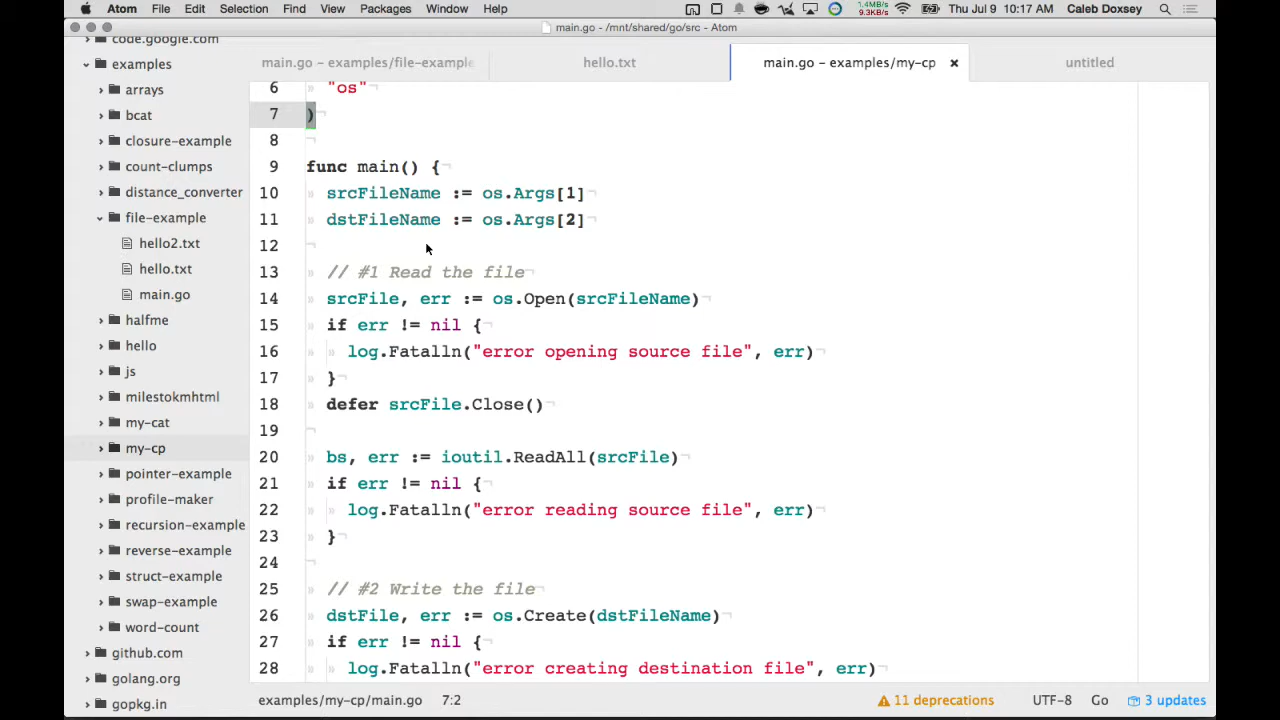 Atom File Edit Selection Find View Packages Window Help 1.4MB/s 9.3KB/s Thu Jul 9 10:17 AM Caleb Doxsey
main.go - /mnt/shared/go/src - Atom
code.google.com
examples
arrays
bcat
closure-example
count-clumps
distance_converter
file-example
hello2.txt
hello.txt
main.go
halfme
hello
js
milestokmhtml
my-cat
my-cp
pointer-example
profile-maker
recursion-example
reverse-example
struct-example
swap-example
word-count
github.com
golang.org
gopkg.in
main.go - examples/file-example hello.txt main.go - examples/my-cp untitled
6 "os"
7 )
8
9 func main() {
10 srcFileName := os.Args[1]
11 dstFileName := os.Args[2]
12
13 // #1 Read the file
14 srcFile, err := os.Open(srcFileName)
15 if err != nil {
16 log.Fatalln("error opening source file", err)
17 }
18 defer srcFile.Close()
19
20 bs, err := ioutil.ReadAll(srcFile)
21 if err != nil {
22 log.Fatalln("error reading source file", err)
23 }
24
25 // #2 Write the file
26 dstFile, err := os.Create(dstFileName)
27 if err != nil {
28 log.Fatalln("error creating destination file", err)
examples/my-cp/main.go 7:2 11 deprecations UTF-8 Go 3 updates